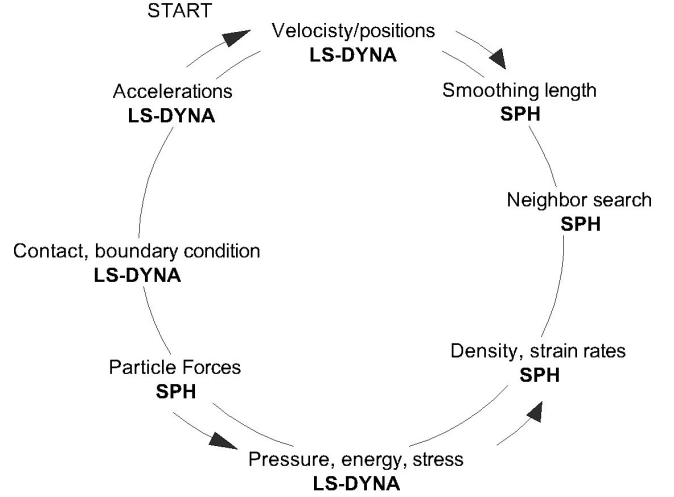 START
Velocisty/positions
LS-DYNA
Smoothing length
SPH
Neighbor search
SPH
Density, strain rates
SPH
Pressure, energy, stress
LS-DYNA
Particle Forces
SPH
Contact, boundary condition
LS-DYNA
Accelerations
LS-DYNA